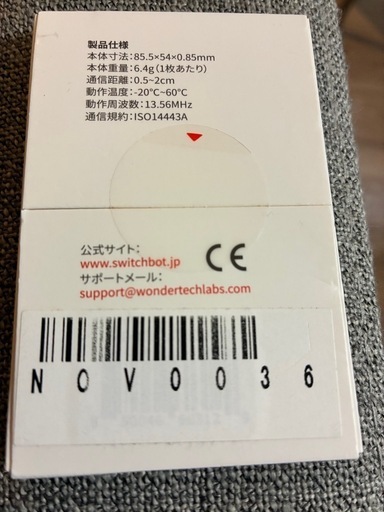 製品仕様
本体寸法：85.5×54×0.85mm
本体重量：6.4g（1枚あたり）
通信距離：0.5~2cm
動作温度：-20℃~60℃
動作周波数：13.56MHz
通信規約：ISO14443A
公式サイト：
www.switchbot.jp
サポートメール：
support@wondertechlabs.com
CE
NOV0036